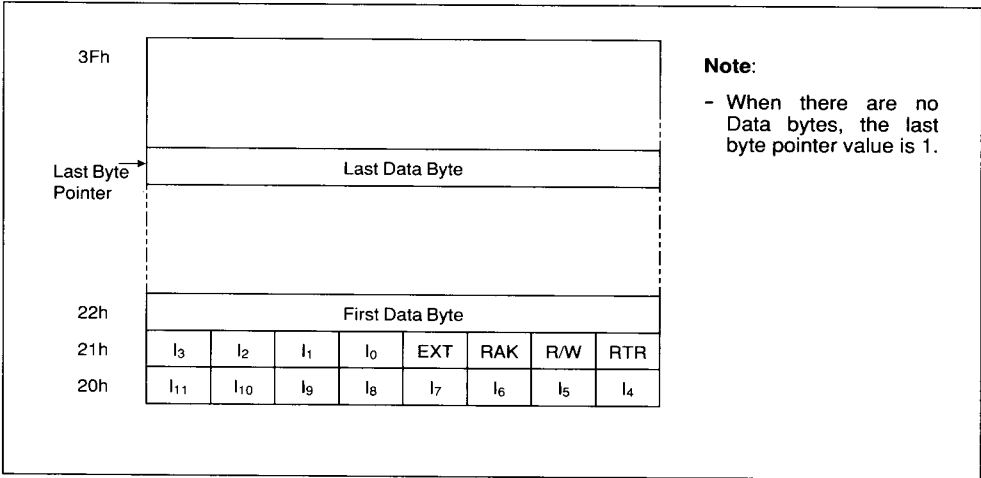 3Fh
Note:
- When there are no
Data bytes, the last
byte pointer value is 1.
Last Byte
Pointer
Last Data Byte
22h First Data Byte
21h I₃ I₂ I₁ I₀ EXT RAK R/W RTR
20h I₁₁ I₁₀ I₉ I₈ I₇ I₆ I₅ I₄